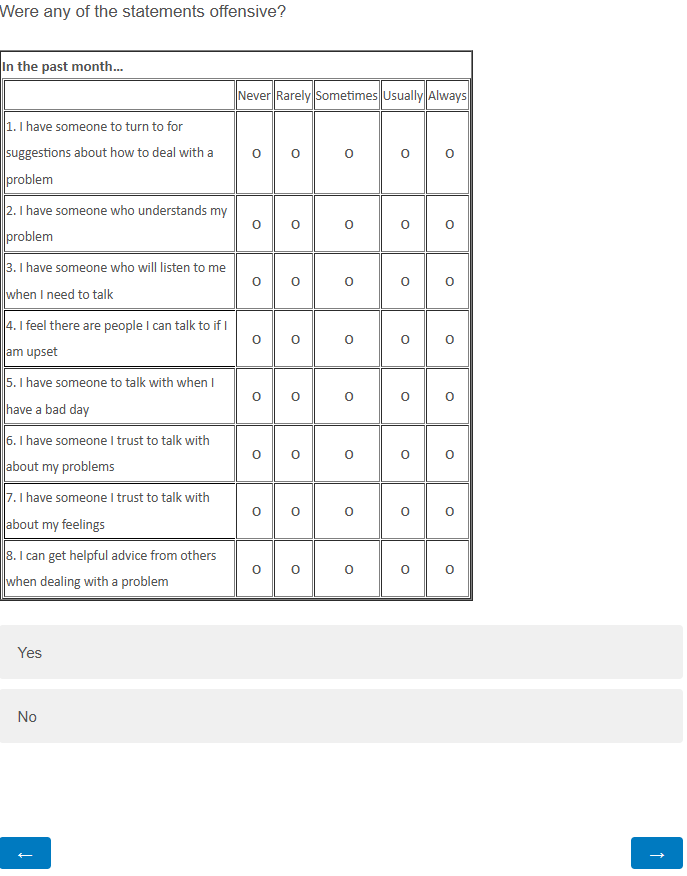 Were any of the statements offensive?
In the past month...
Never Rarely Sometimes Usually Always
1. I have someone to turn to for
suggestions about how to deal with a
problem
O O O O O
2. I have someone who understands my
problem
O O O O O
3. I have someone who will listen to me
when I need to talk
O O O O O
4. I feel there are people I can talk to if I
am upset
O O O O O
5. I have someone to talk with when I
have a bad day
O O O O O
6. I have someone I trust to talk with
about my problems
O O O O O
7. I have someone I trust to talk with
about my feelings
O O O O O
8. I can get helpful advice from others
when dealing with a problem
O O O O O
Yes
No
← →